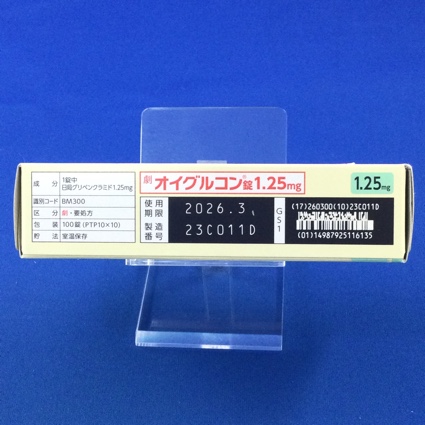 成分 1錠中 日局グリベンクラミド1.25mg
識別コード BM300
区分 劇・要処方
包装 100錠 (PTP10×10)
貯法 室温保存
劇 オイグルコン®錠1.25mg
使用期限 2026.3,
製造番号 23C011D
GS1
1.25mg
(17)260300(10)23C011D
(01)14987925116135